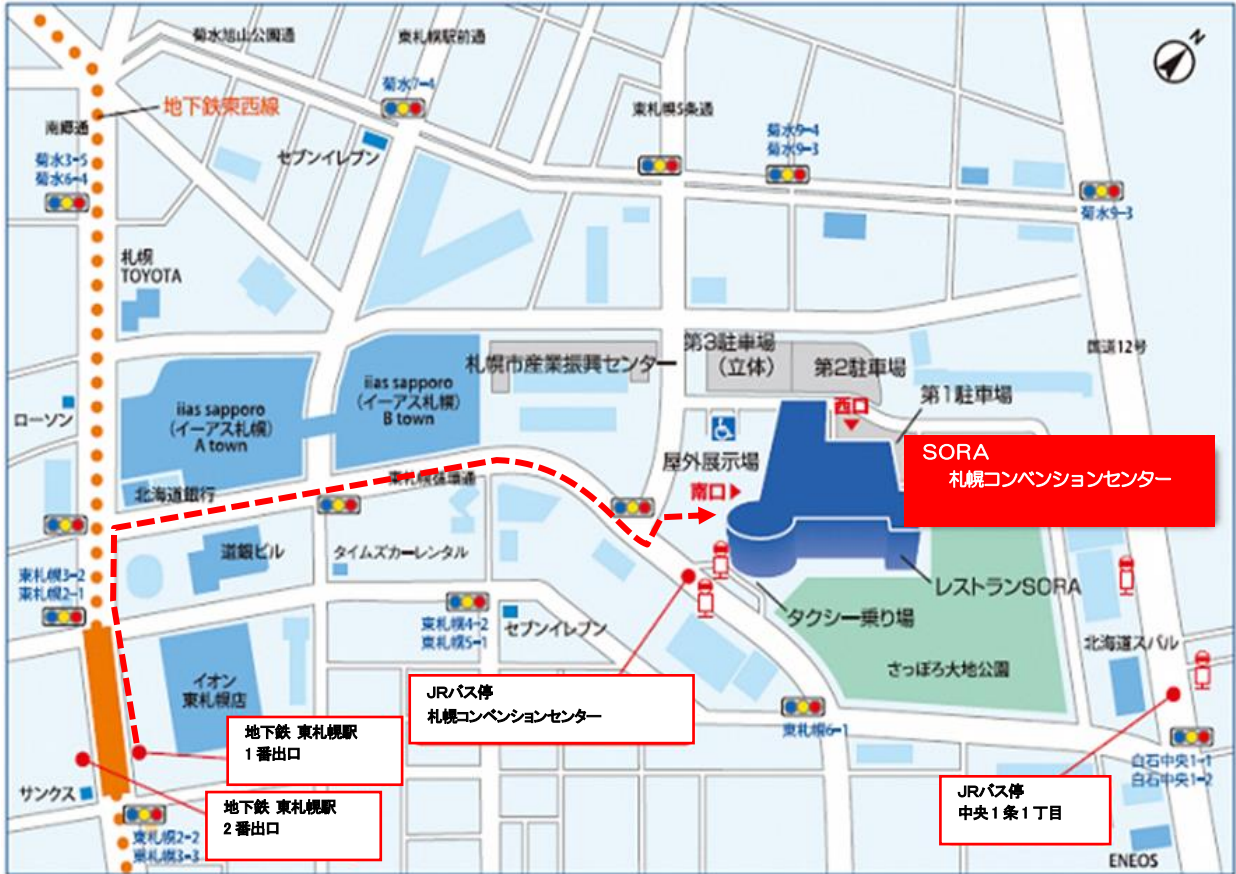 菊水旭山公園通
東札幌駅前通
N
菊水7-4
地下鉄東西線
東札幌5条通
南郷通
菊水9-4
菊水9-3
セブンイレブン
菊水3-5
菊水6-4
菊水9-3
札幌
TOYOTA
国道12号
第3駐車場
(立体)
札幌市産業振興センター
第2駐車場
iias sapporo
(イーアス札幌)
B town
第1駐車場
iias sapporo
(イーアス札幌)
A town
ローソン
西口
SORA
札幌コンベンションセンター
屋外展示場
東札幌張環通
北海道銀行
南口
道銀ビル
タイムズカーレンタル
東札幌3-2
東札幌2-1
レストランSORA
タクシー乗り場
東札幌4-2
東札幌5-1
セブンイレブン
北海道スバル
さっぽろ大地公園
イオン
東札幌店
JRバス停
札幌コンベンションセンター
地下鉄 東札幌駅
1番出口
東札幌6-1
白石中央1-1
白石中央1-2
サンクス
地下鉄 東札幌駅
2番出口
JRバス停
中央1条1丁目
東札幌2-2
東札幌3-3
ENEOS